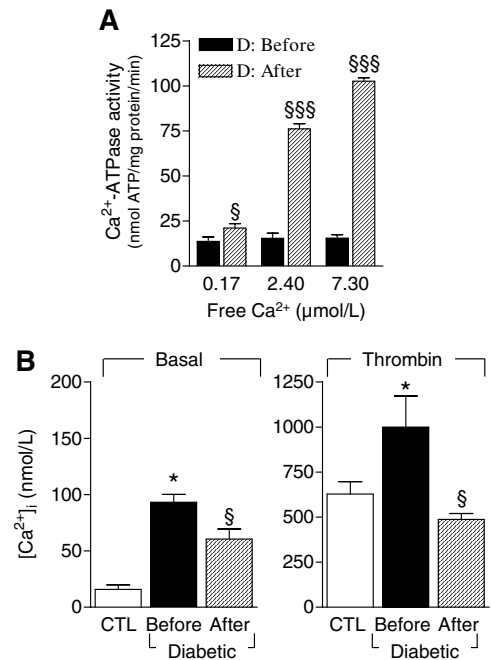 A
D: Before
D: After
Ca²⁺-ATPase activity
(nmol ATP/mg protein/min)
125
100
75
50
25
0
§
§§§
§§§
0.17 2.40 7.30
Free Ca²⁺ (µmol/L)
B
Basal
[Ca²⁺]i (nmol/L)
200
150
100
50
0
*
§
CTL Before After
Diabetic
Thrombin
1250
1000
750
500
250
0
*
§
CTL Before After
Diabetic